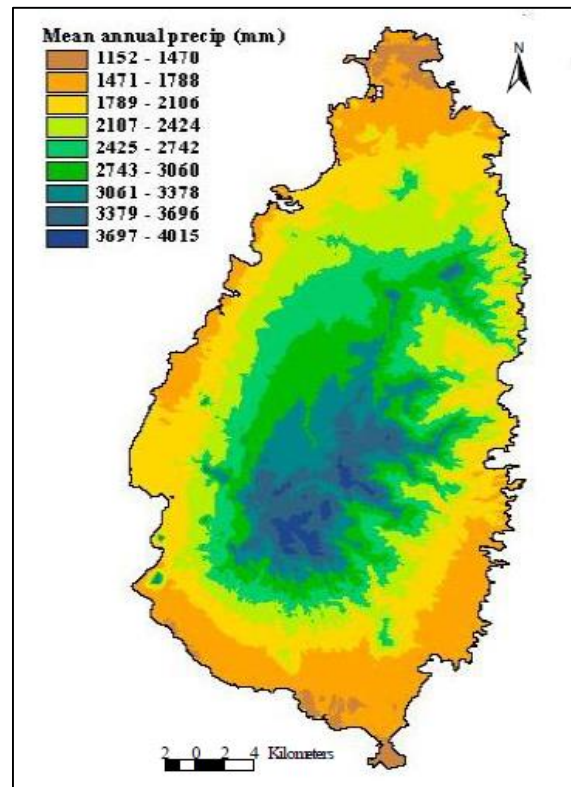 Mean annual precip (mm)
1152 - 1470
1471 - 1788
1789 - 2106
2107 - 2424
2425 - 2742
2743 - 3060
3061 - 3378
3379 - 3696
3697 - 4015
N
2 0 2 4 Kilometers